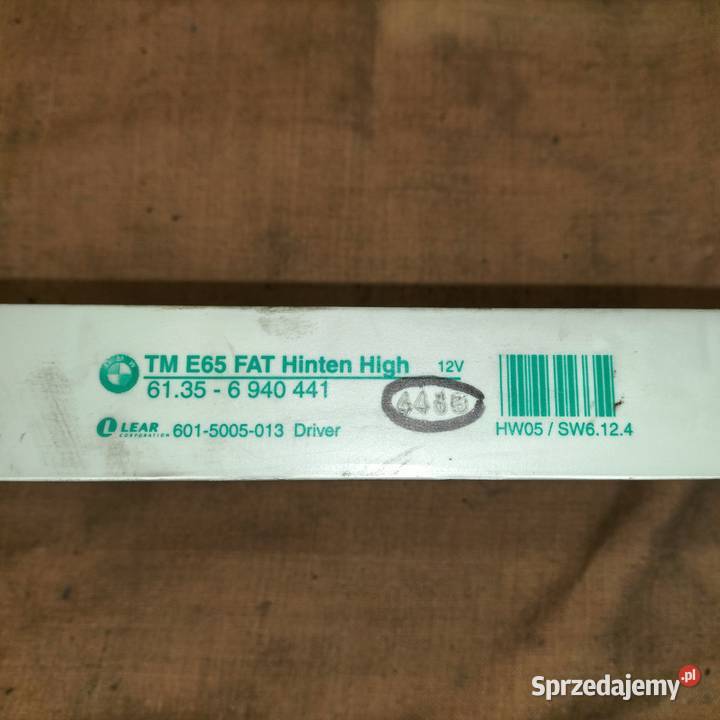 TM E65 FAT Hinten High 12V
61.35 - 6 940 441
LEAR CORPORATION 601-5005-013 Driver
HW05 / SW6.12.4
Sprzedajemy.pl